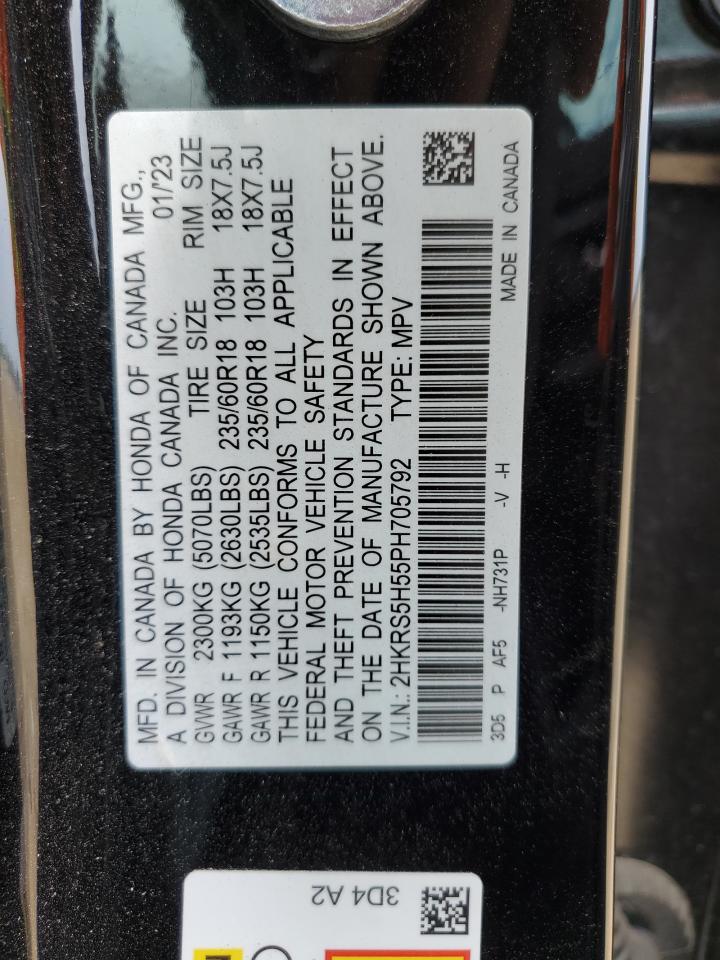 MFD. IN CANADA BY HONDA OF CANADA MFG.,
A DIVISION OF HONDA CANADA INC. 01/'23
GVWR 2300KG (5070LBS) TIRE SIZE RIM SIZE
GAWR F 1193KG (2630LBS) 235/60R18 103H 18X7.5J
GAWR R 1150KG (2535LBS) 235/60R18 103H 18X7.5J
THIS VEHICLE CONFORMS TO ALL APPLICABLE
FEDERAL MOTOR VEHICLE SAFETY
AND THEFT PREVENTION STANDARDS IN EFFECT
ON THE DATE OF MANUFACTURE SHOWN ABOVE.
V.I.N.: 2HKRS5H55PH705792 TYPE: MPV
3D5 P AF5 -NH731P -V -H
MADE IN CANADA
3D4 A2